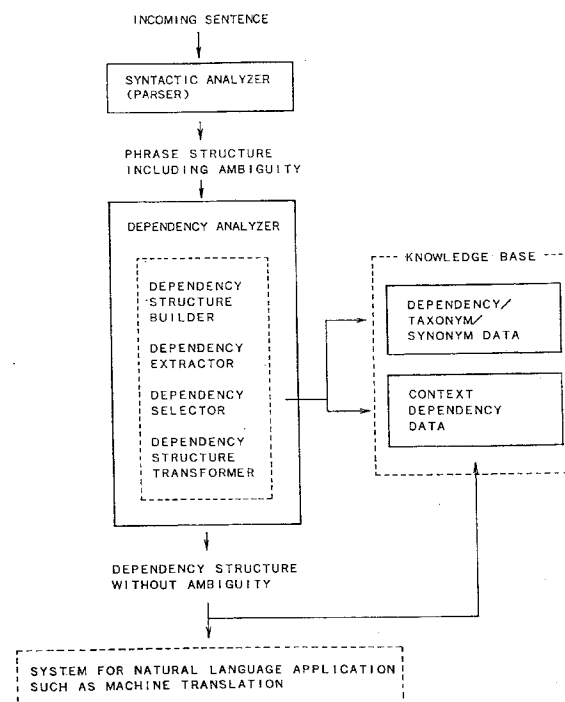 INCOMING SENTENCE
SYNTACTIC ANALYZER
(PARSER)
PHRASE STRUCTURE
INCLUDING AMBIGUITY
DEPENDENCY ANALYZER
DEPENDENCY
STRUCTURE
BUILDER
DEPENDENCY
EXTRACTOR
DEPENDENCY
SELECTOR
DEPENDENCY
STRUCTURE
TRANSFORMER
KNOWLEDGE BASE
DEPENDENCY/
TAXONYM/
SYNONYM DATA
CONTEXT
DEPENDENCY
DATA
DEPENDENCY STRUCTURE
WITHOUT AMBIGUITY
SYSTEM FOR NATURAL LANGUAGE APPLICATION
SUCH AS MACHINE TRANSLATION